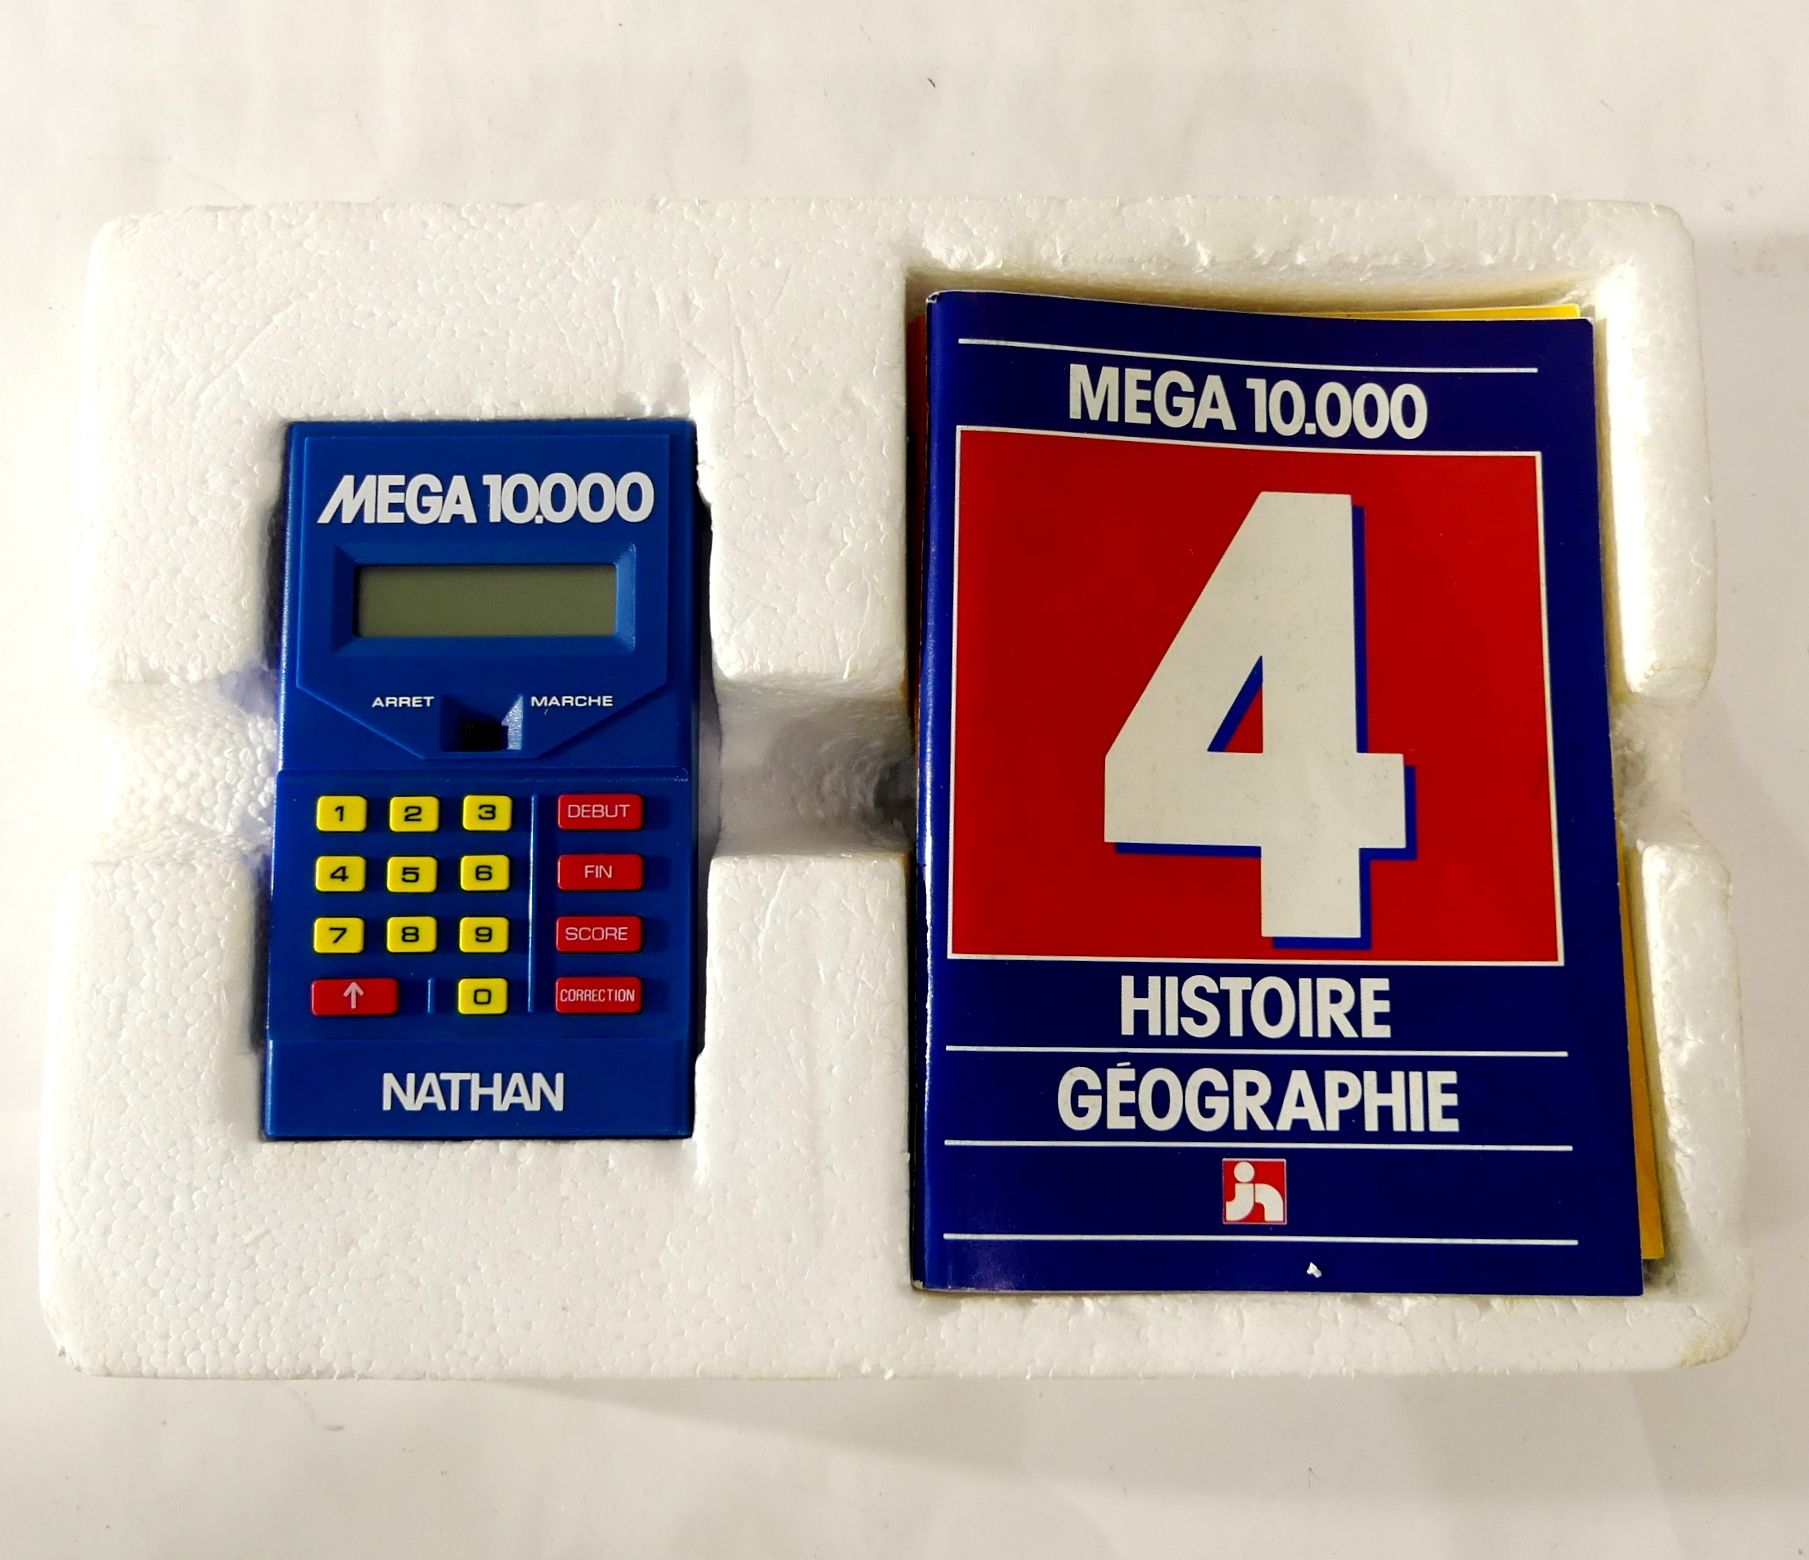 MEGA 10.000
ARRET MARCHE
1 2 3 DEBUT
4 5 6 FIN
7 8 9 SCORE
↑ 0 CORRECTION
NATHAN
MEGA 10.000
4
HISTOIRE
GÉOGRAPHIE
jn